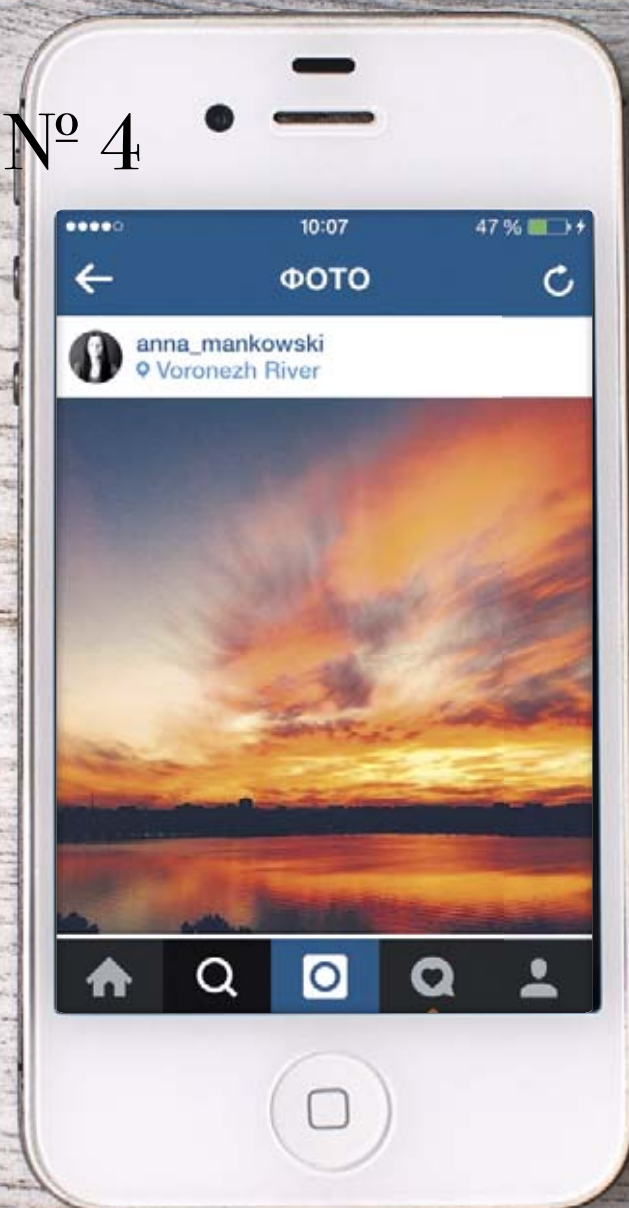 № 4
10:07 47 %
ФОТО
anna_mankowski
Voronezh River